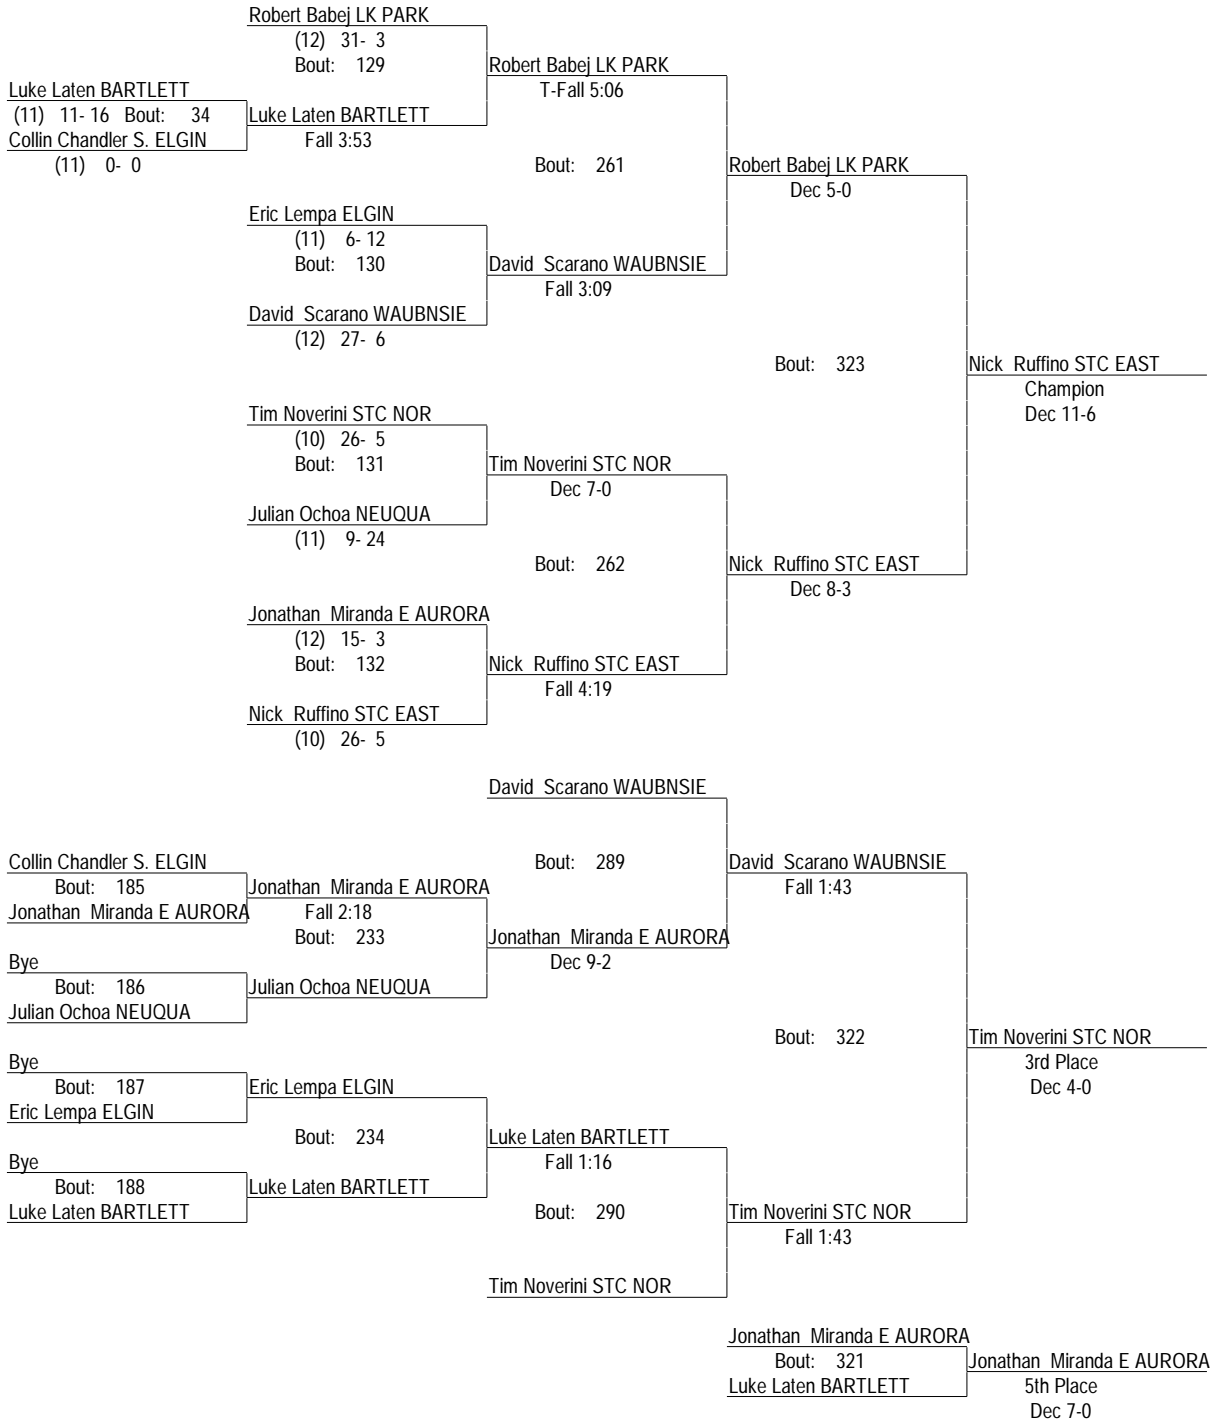 Robert Babej LK PARK
(12) 31- 3
Bout: 129
Robert Babej LK PARK
T-Fall 5:06
Luke Laten BARTLETT
(11) 11- 16 Bout: 34
Luke Laten BARTLETT
Collin Chandler S. ELGIN
Fall 3:53
(11) 0- 0
Bout: 261
Robert Babej LK PARK
Dec 5-0
Eric Lempa ELGIN
(11) 6- 12
Bout: 130
David Scarano WAUBNSIE
Fall 3:09
David Scarano WAUBNSIE
(12) 27- 6
Bout: 323
Nick Ruffino STC EAST
Champion
Dec 11-6
Tim Noverini STC NOR
(10) 26- 5
Bout: 131
Tim Noverini STC NOR
Dec 7-0
Julian Ochoa NEUQUA
(11) 9- 24
Bout: 262
Nick Ruffino STC EAST
Dec 8-3
Jonathan Miranda E AURORA
(12) 15- 3
Bout: 132
Nick Ruffino STC EAST
Fall 4:19
Nick Ruffino STC EAST
(10) 26- 5
David Scarano WAUBNSIE
Collin Chandler S. ELGIN
Bout: 289
David Scarano WAUBNSIE
Bout: 185
Jonathan Miranda E AURORA
Fall 1:43
Jonathan Miranda E AURORA
Fall 2:18
Bout: 233
Jonathan Miranda E AURORA
Dec 9-2
Bye
Bout: 186
Julian Ochoa NEUQUA
Julian Ochoa NEUQUA
Bout: 322
Tim Noverini STC NOR
3rd Place
Dec 4-0
Bye
Bout: 187
Eric Lempa ELGIN
Eric Lempa ELGIN
Bout: 234
Luke Laten BARTLETT
Fall 1:16
Bye
Bout: 188
Luke Laten BARTLETT
Luke Laten BARTLETT
Bout: 290
Tim Noverini STC NOR
Fall 1:43
Tim Noverini STC NOR
Jonathan Miranda E AURORA
Bout: 321
Jonathan Miranda E AURORA
Luke Laten BARTLETT
5th Place
Dec 7-0